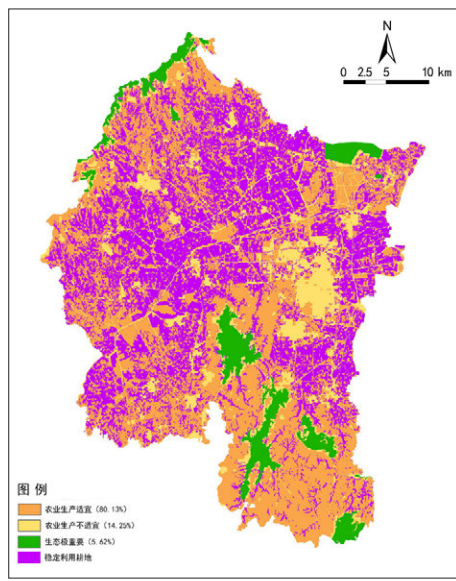 N
0 2.5 5 10 km
图 例
农业生产适宜(80.13%)
农业生产不适宜(14.25%)
生态极重要(5.62%)
稳定利用耕地